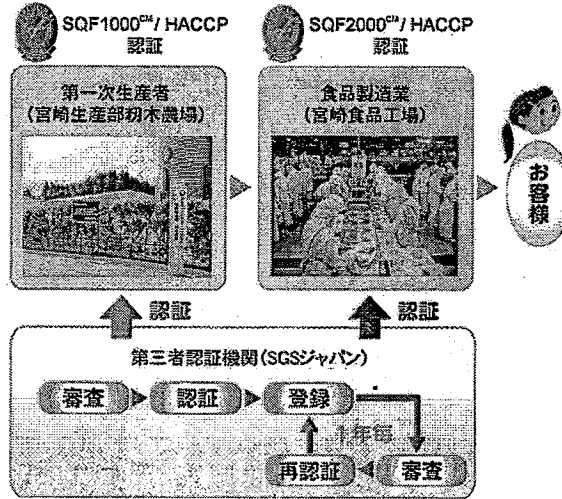 SQF1000CM/ HACCP
認証
SQF2000CM/ HACCP
認証
第一次生産者
(宮崎生産部籾木農場)
食品製造業
(宮崎食品工場)
お客様
認証
認証
第三者認証機関(SGSジャパン)
審査
認証
登録
1年毎
再認証
審査